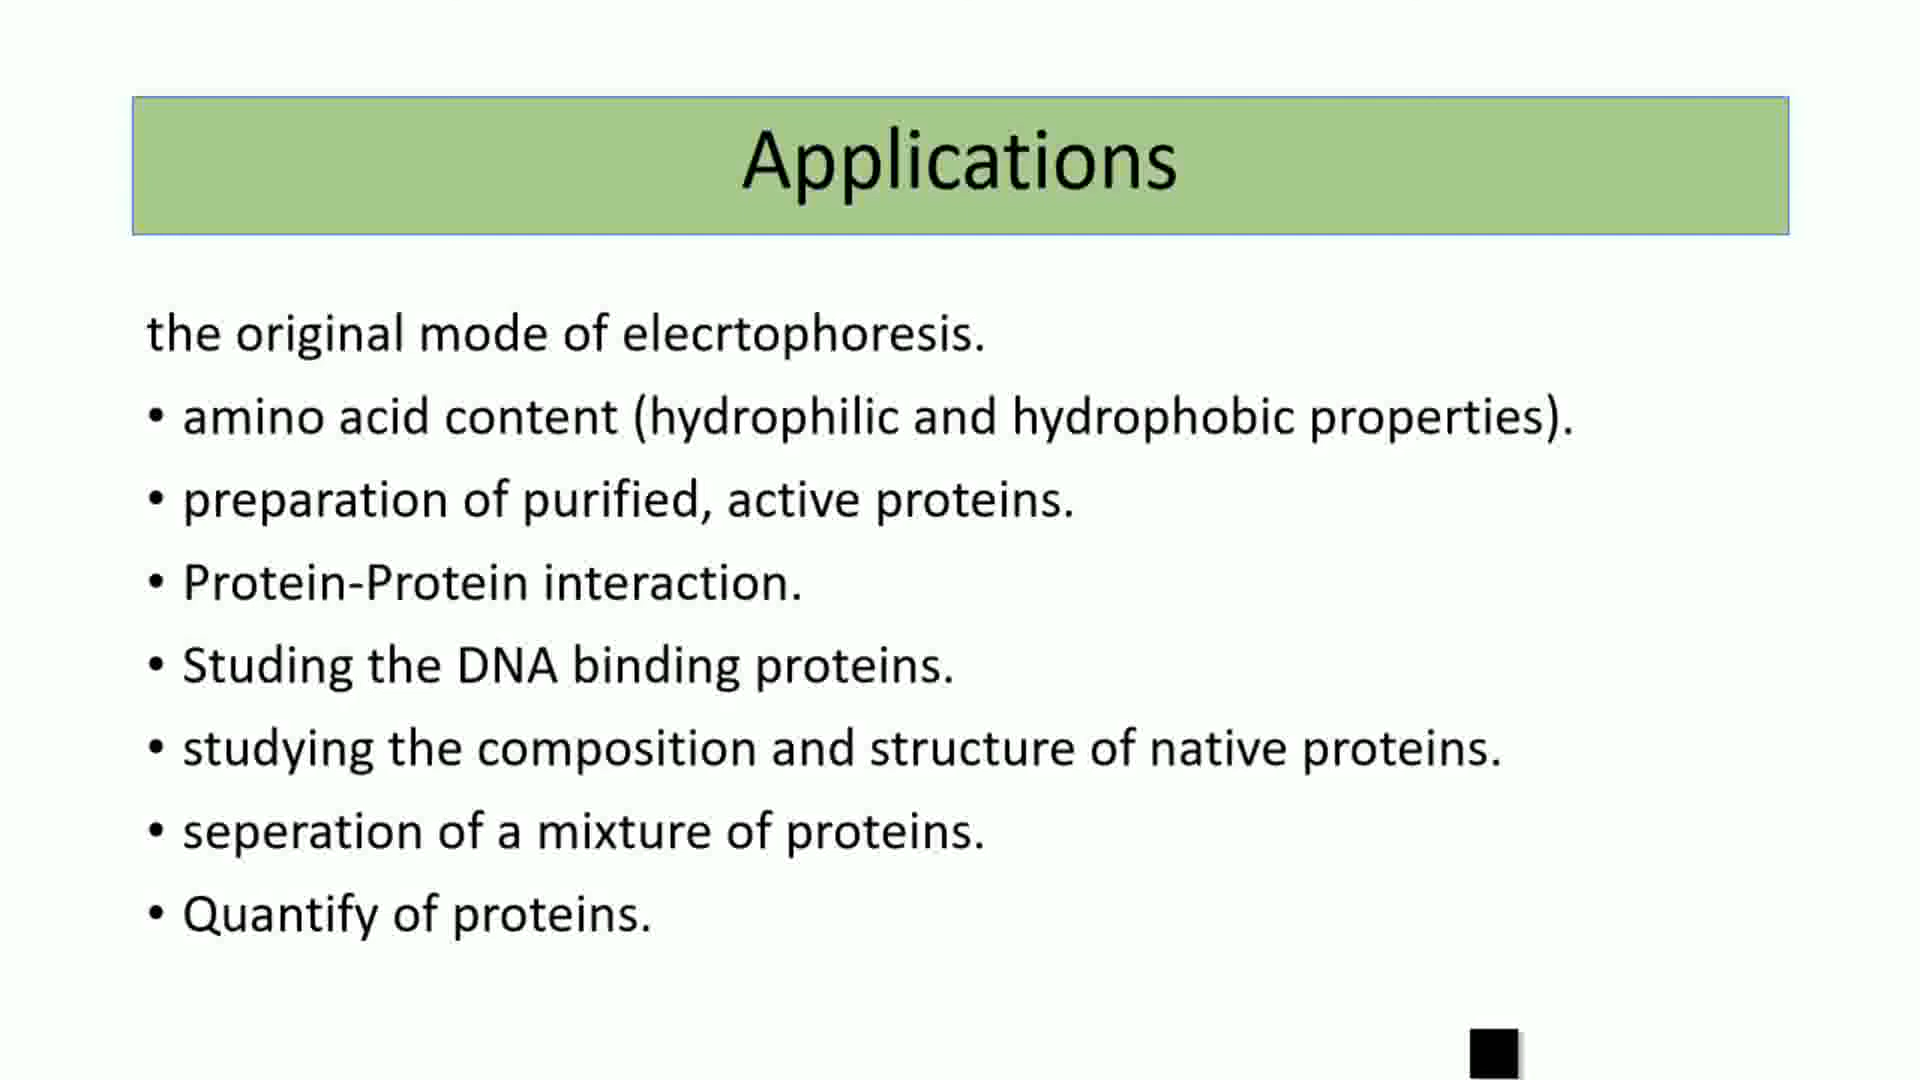 Applications
the original mode of elecrtophoresis.
• amino acid content (hydrophilic and hydrophobic properties).
• preparation of purified, active proteins.
• Protein-Protein interaction.
• Studing the DNA binding proteins.
• studying the composition and structure of native proteins.
• seperation of a mixture of proteins.
• Quantify of proteins.